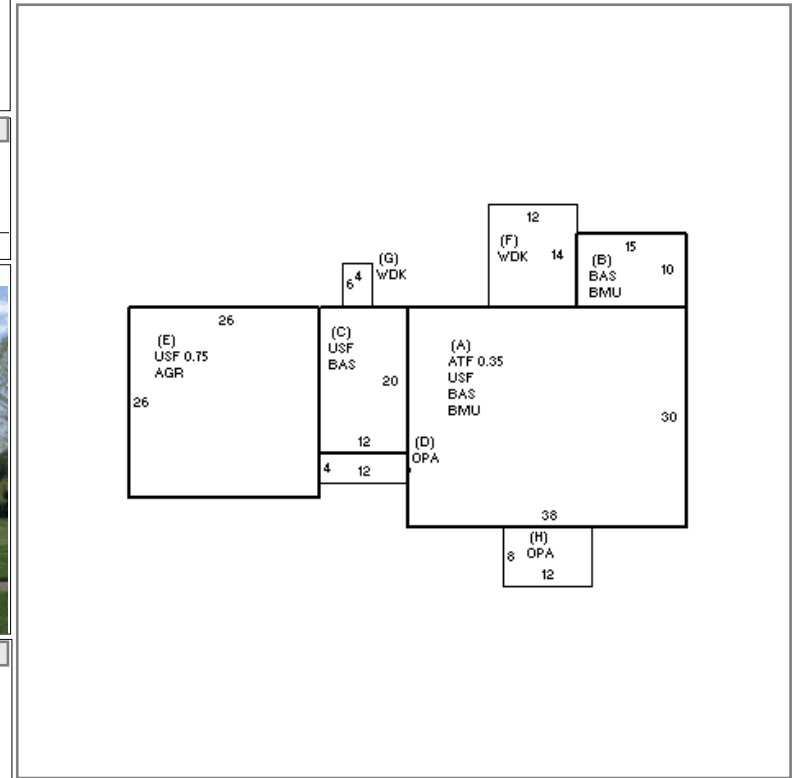 12
(F)
WDK 14
15
(B)
BAS
BMU
10
(G)
WDK
4
6
26
(E)
USF 0.75
AGR
26
(C)
USF
BAS
20
12
(A)
ATF 0.35
USF
BAS
BMU
30
38
(D)
OPA
4 12
(H)
OPA
8
12